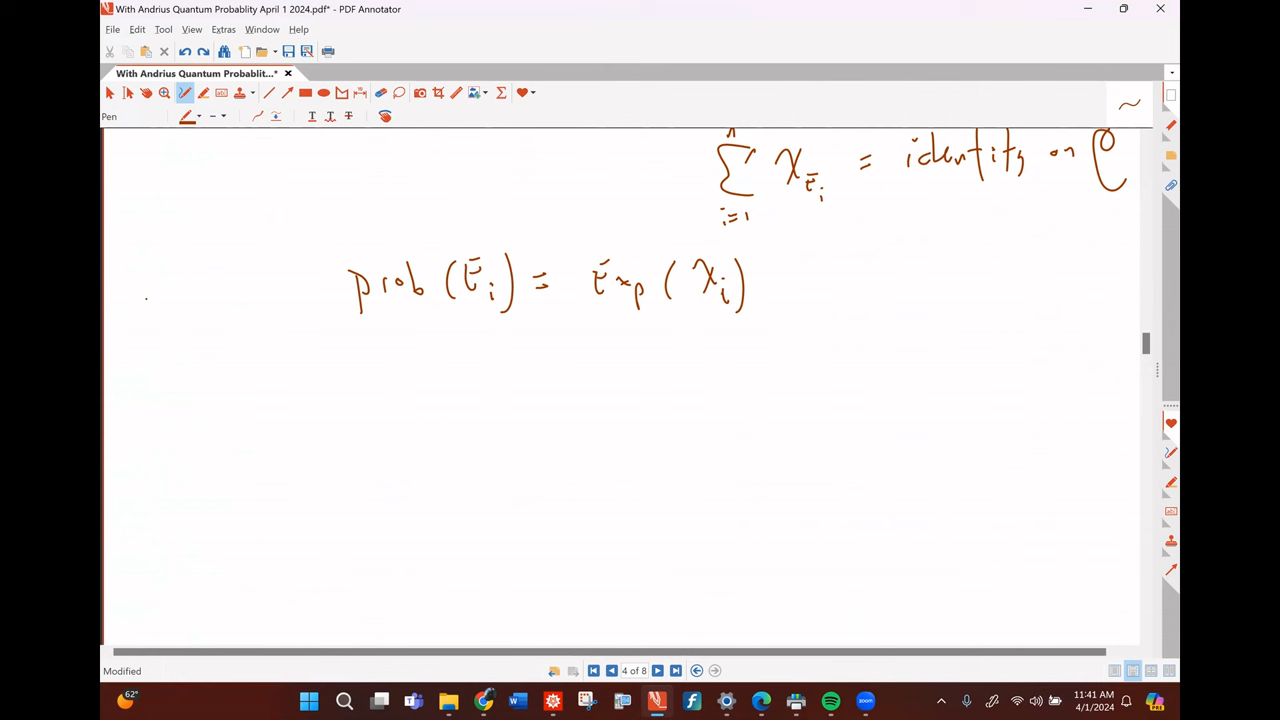 With Andrius Quantum Probablity April 1 2024.pdf* - PDF Annotator
File Edit Tool View Extras Window Help
With Andrius Quantum Probablit...*
Pen
n
∑ χ_{E_i} = identity on
i=1
prob (E_i) = Exp (χ_i)
Modified
4 of 8
62°
11:41 AM
4/1/2024